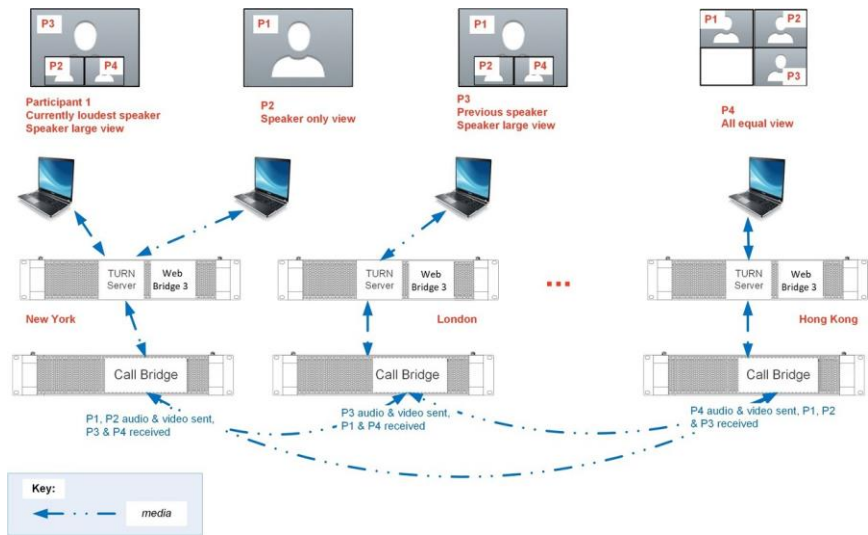 P3
P2
P4
Participant 1
Currently loudest speaker
Speaker large view
P1
P2
Speaker only view
P1
P2
P4
P3
Previous speaker
Speaker large view
P1
P2
P3
P4
All equal view
TURN
Server
Web
Bridge 3
TURN
Server
Web
Bridge 3
...
TURN
Server
Web
Bridge 3
New York
London
Hong Kong
Call Bridge
Call Bridge
Call Bridge
P1, P2 audio & video sent,
P3 & P4 received
P3 audio & video sent,
P1 & P4 received
P4 audio & video sent, P1, P2
& P3 received
Key:
media